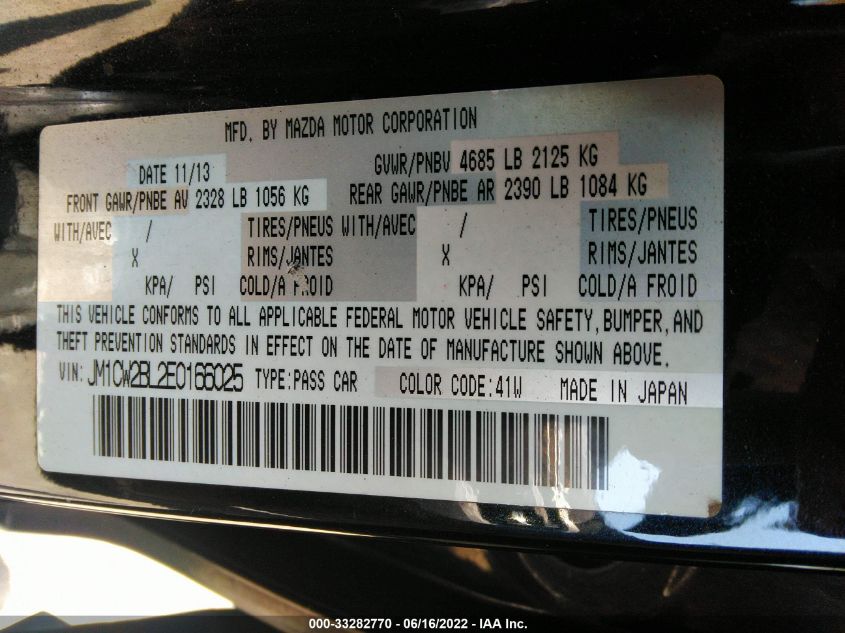 MFD. BY MAZDA MOTOR CORPORATION
DATE 11/13 GVWR/PNBV 4685 LB 2125 KG
FRONT GAWR/PNBE AV 2328 LB 1056 KG REAR GAWR/PNBE AR 2390 LB 1084 KG
WITH/AVEC / TIRES/PNEUS WITH/AVEC / TIRES/PNEUS
X RIMS/JANTES X RIMS/JANTES
KPA/ PSI COLD/A FROID KPA/ PSI COLD/A FROID
THIS VEHICLE CONFORMS TO ALL APPLICABLE FEDERAL MOTOR VEHICLE SAFETY, BUMPER, AND
THEFT PREVENTION STANDARDS IN EFFECT ON THE DATE OF MANUFACTURE SHOWN ABOVE.
VIN: JM1CW2BL2E0166025 TYPE:PASS CAR COLOR CODE:41W MADE IN JAPAN
000-33282770 - 06/16/2022 - IAA Inc.